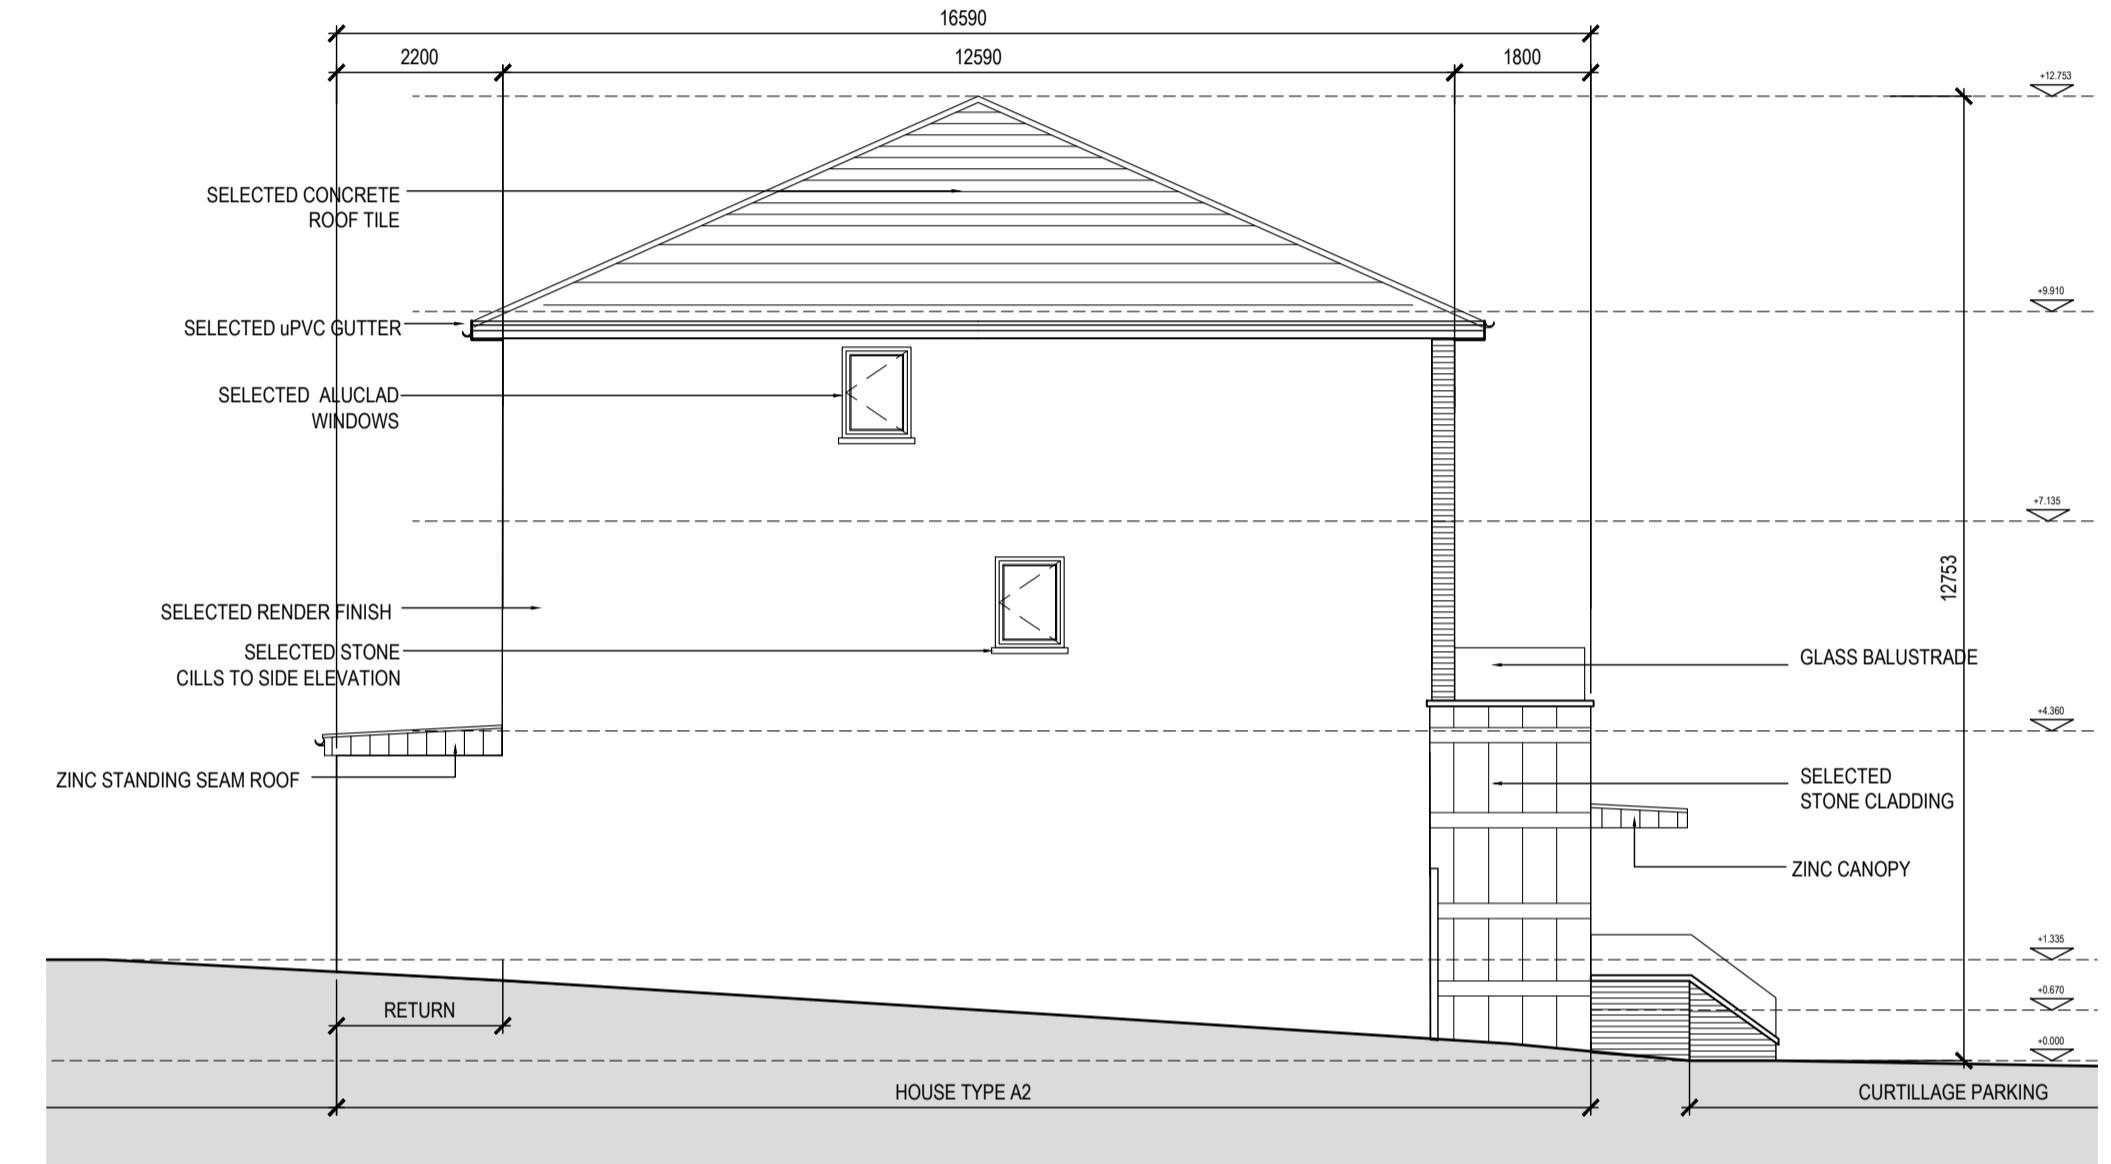 16590
2200
12590
1800
+12.753
SELECTED CONCRETE
ROOF TILE
+9.910
SELECTED uPVC GUTTER
SELECTED ALUCLAD
WINDOWS
+7.135
12753
SELECTED RENDER FINISH
SELECTED STONE
CILLS TO SIDE ELEVATION
GLASS BALUSTRADE
+4.360
ZINC STANDING SEAM ROOF
SELECTED
STONE CLADDING
ZINC CANOPY
+1.335
RETURN
+0.670
+0.000
HOUSE TYPE A2
CURTILLAGE PARKING